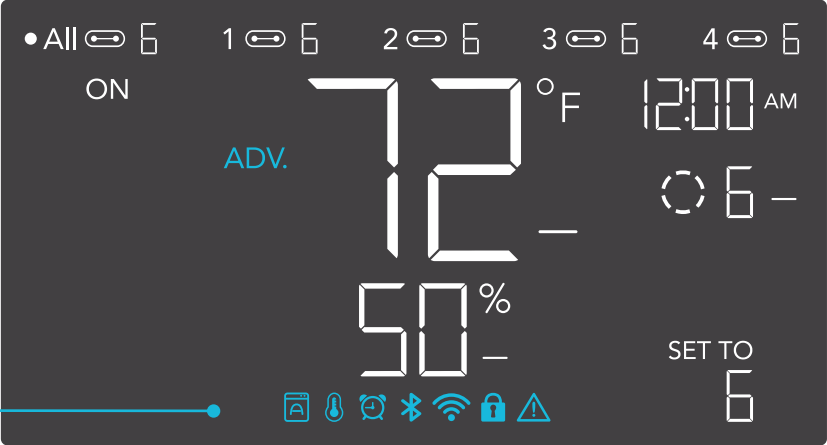 All 6 1 6 2 6 3 6 4 6
ON
72 °F
12:00 AM
ADV.
6 –
50 %
SET TO
6